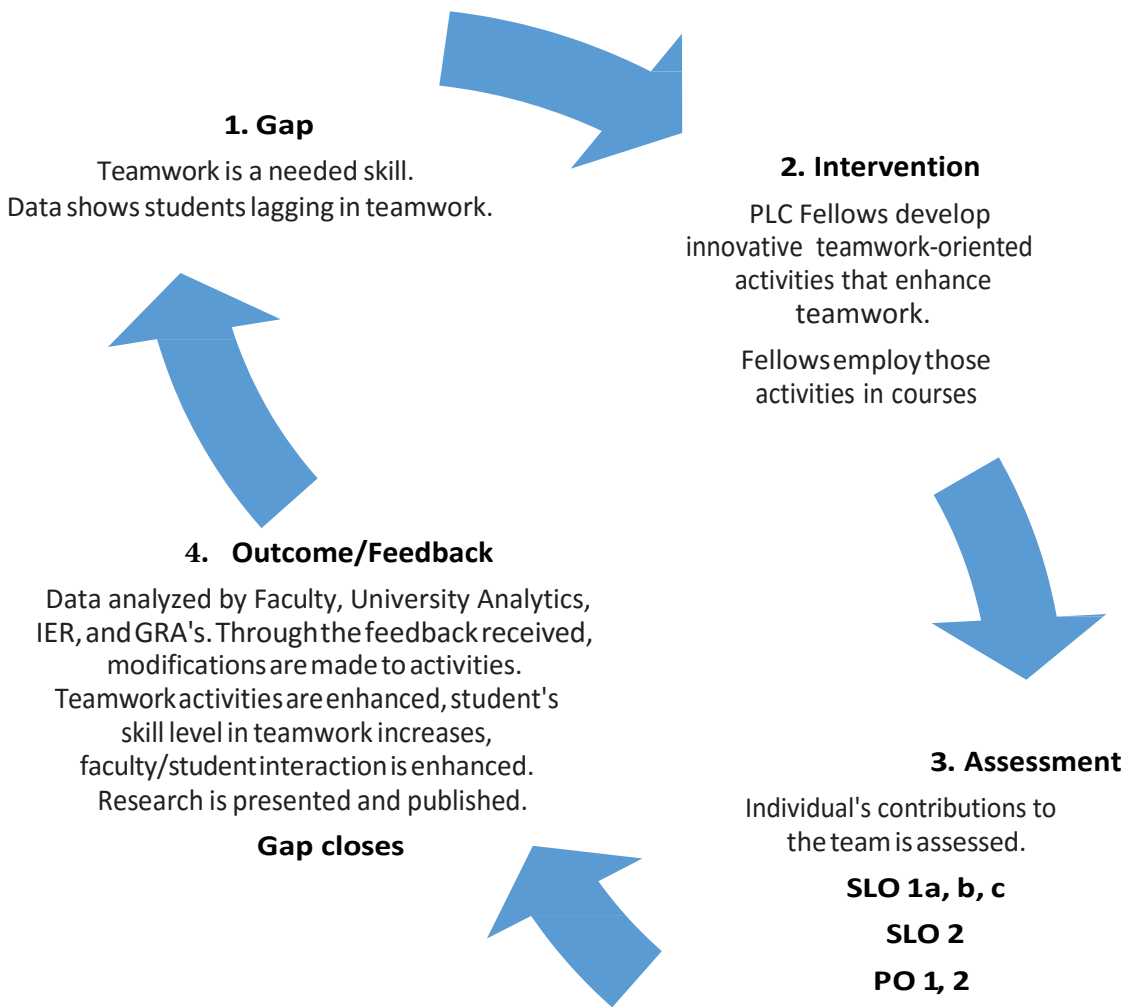 1. Gap
Teamwork is a needed skill.
Data shows students lagging in teamwork.
2. Intervention
PLC Fellows develop
innovative teamwork-oriented
activities that enhance
teamwork.
Fellows employ those
activities in courses
3. Assessment
Individual's contributions to
the team is assessed.
SLO 1a, b, c
SLO 2
PO 1, 2
4. Outcome/Feedback
Data analyzed by Faculty, University Analytics,
IER, and GRA's. Through the feedback received,
modifications are made to activities.
Teamwork activities are enhanced, student's
skill level in teamwork increases,
faculty/student interaction is enhanced.
Research is presented and published.
Gap closes